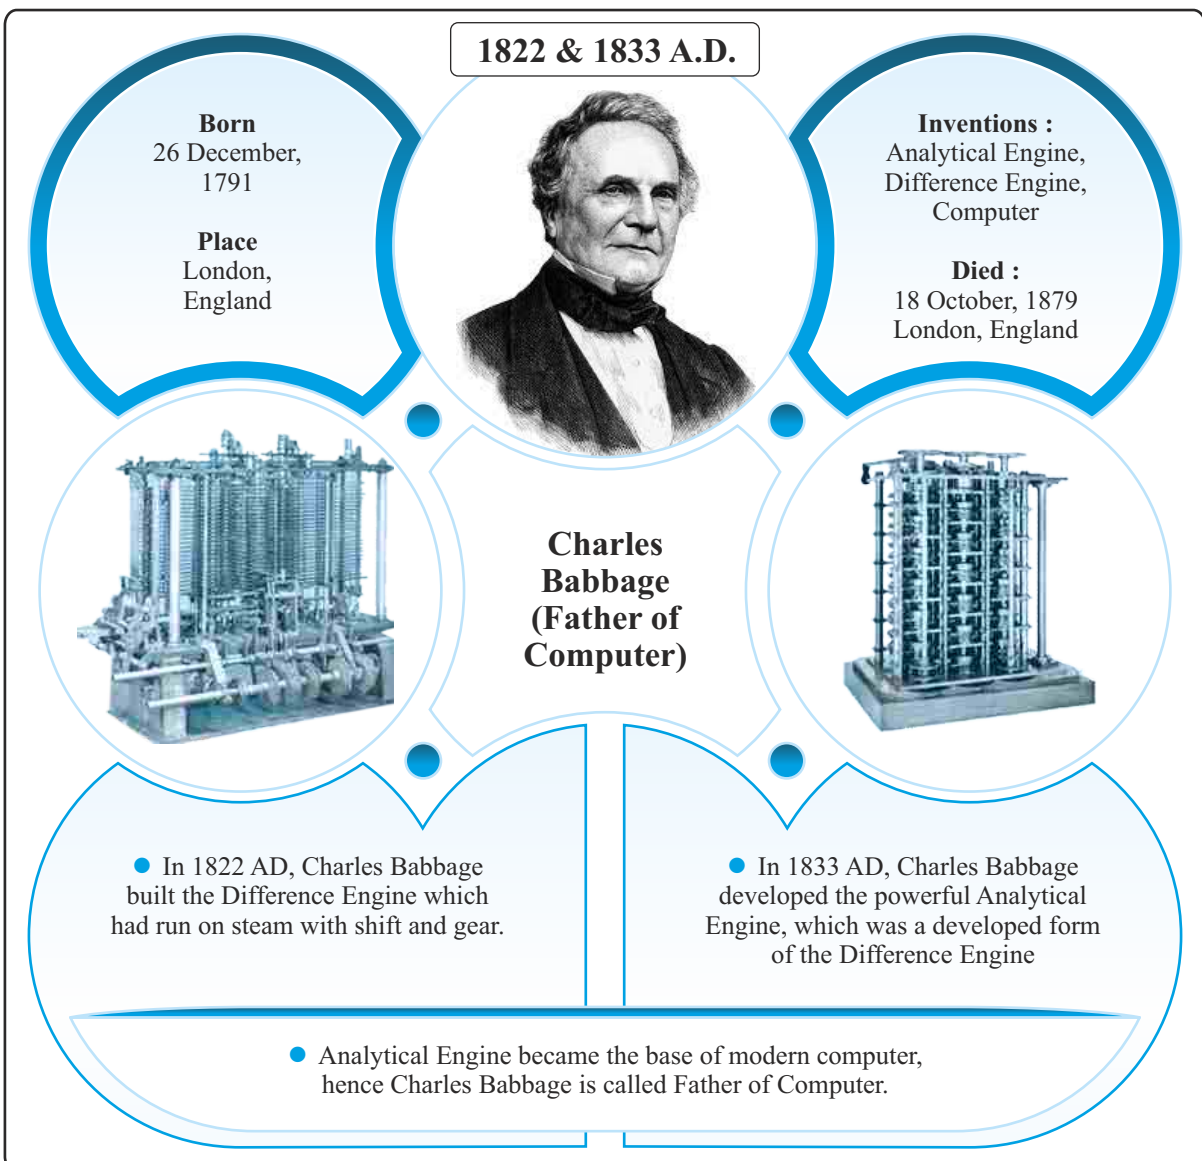 1822 & 1833 A.D.
Born
26 December,
1791
Place
London,
England
Inventions :
Analytical Engine,
Difference Engine,
Computer
Died :
18 October, 1879
London, England
Charles
Babbage
(Father of
Computer)
● In 1822 AD, Charles Babbage
built the Difference Engine which
had run on steam with shift and gear.
● In 1833 AD, Charles Babbage
developed the powerful Analytical
Engine, which was a developed form
of the Difference Engine
● Analytical Engine became the base of modern computer,
hence Charles Babbage is called Father of Computer.